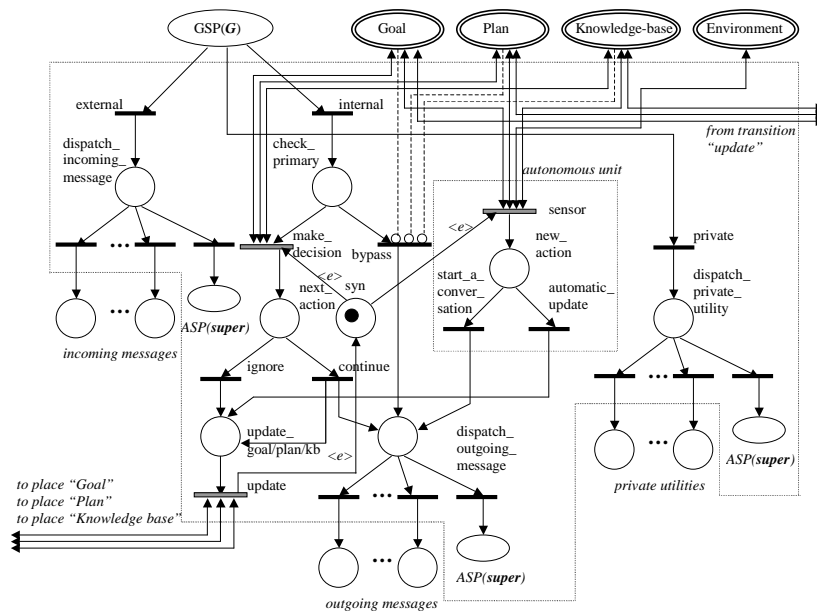 GSP(G)
Goal
Plan
Knowledge-base
Environment
external
internal
from transition
"update"
dispatch_
incoming_
message
check_
primary
autonomous unit
sensor
<e>
make_
decision
bypass
new_
action
private
<e>
syn
next_
action
start_a_
conver_
sation
automatic_
update
dispatch_
private_
utility
ASP(super)
incoming messages
ignore
continue
update_
goal/plan/kb
<e>
dispatch_
outgoing_
message
ASP(super)
private utilities
to place "Goal"
to place "Plan"
to place "Knowledge base"
update
ASP(super)
outgoing messages